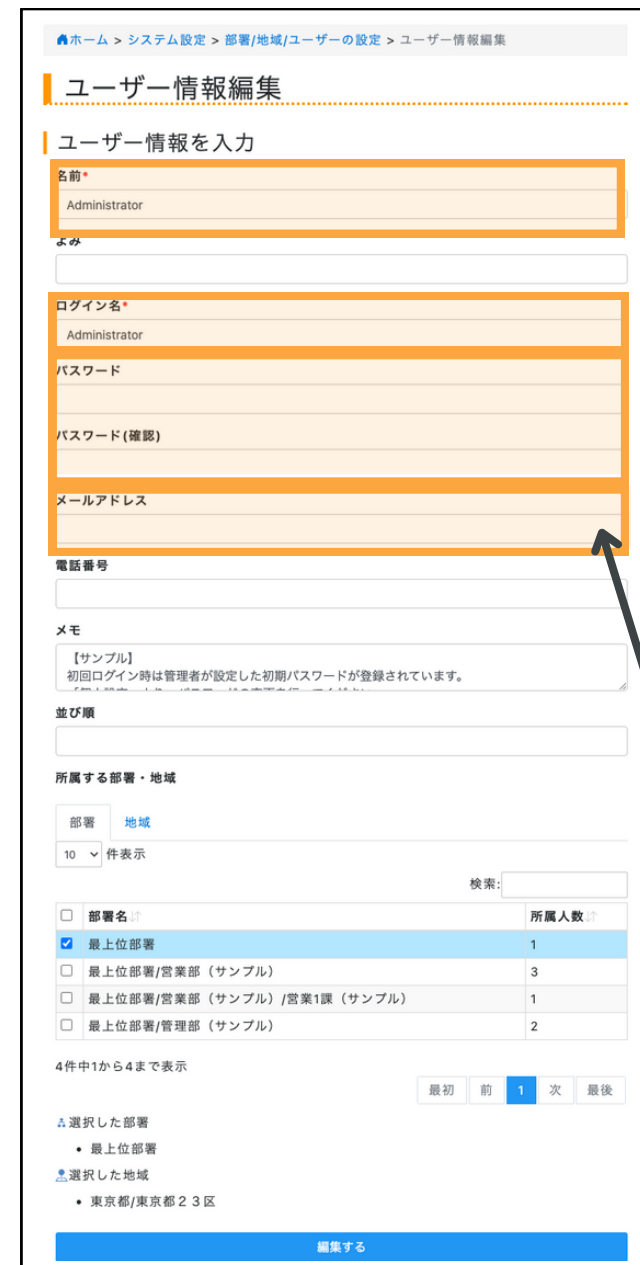 ホーム > システム設定 > 部署/地域/ユーザーの設定 > ユーザー情報編集
ユーザー情報編集
ユーザー情報を入力
名前*
Administrator
よみ
ログイン名*
Administrator
パスワード
パスワード(確認)
メールアドレス
電話番号
メモ
【サンプル】
初回ログイン時は管理者が設定した初期パスワードが登録されています。
並び順
所属する部署・地域
部署 地域
10 件表示
検索:
部署名 所属人数
最上位部署 1
最上位部署/営業部（サンプル） 3
最上位部署/営業部（サンプル）/営業1課（サンプル） 1
最上位部署/管理部（サンプル） 2
4件中1から4まで表示
最初 前 1 次 最後
選択した部署
• 最上位部署
選択した地域
• 東京都/東京都２３区
編集する